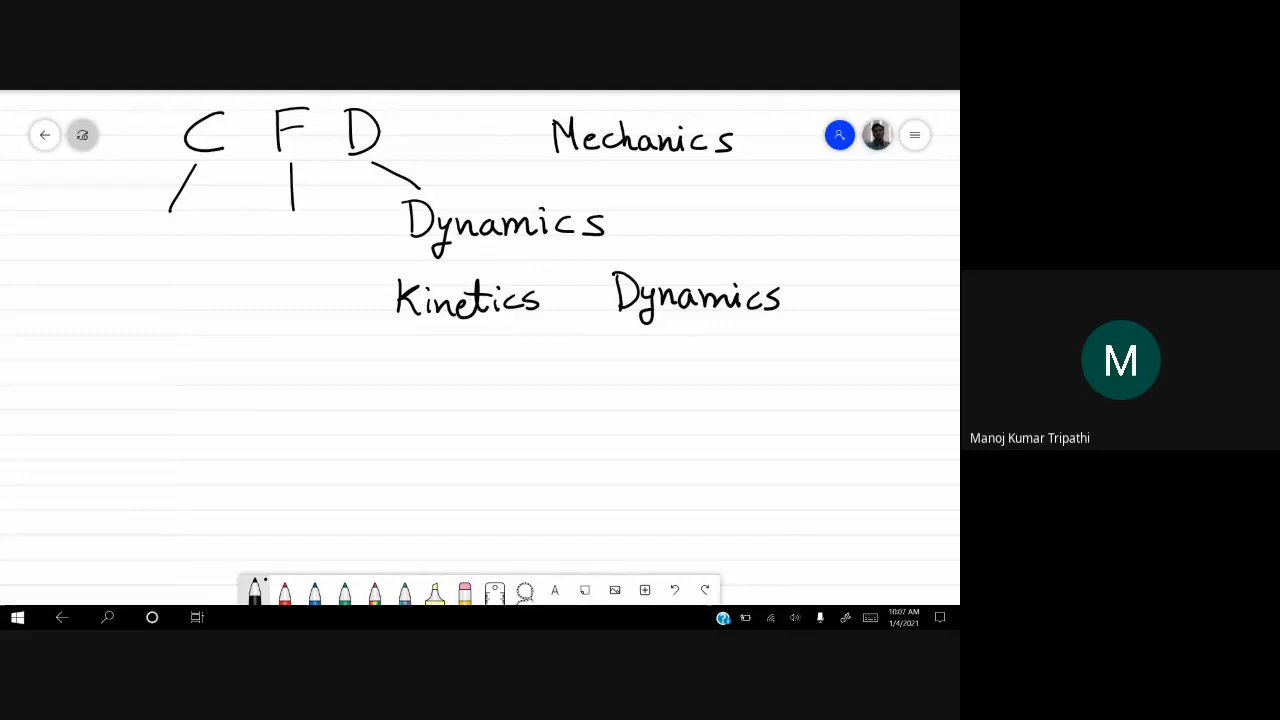 C F D Mechanics
Dynamics
Kinetics Dynamics
M
Manoj Kumar Tripathi
A
10:07 AM
1/4/2021